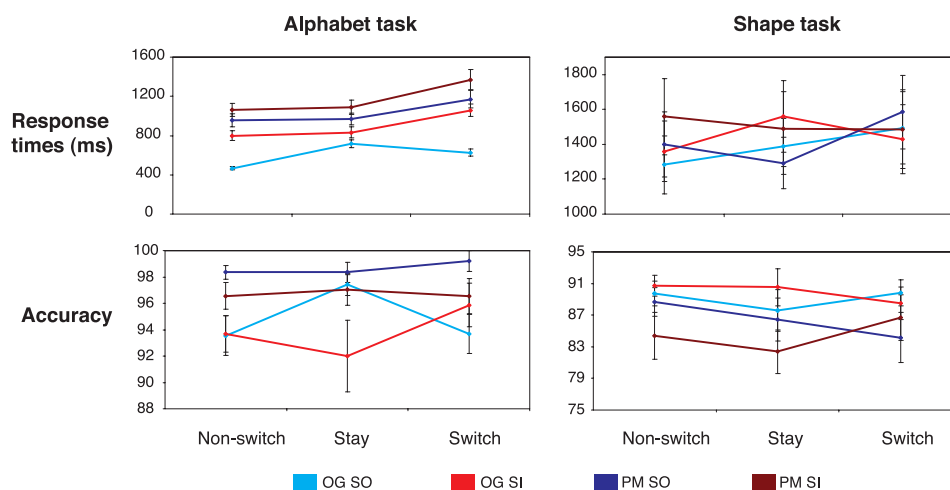 Alphabet task
Shape task
Response
times (ms)
1600
1200
800
400
0
1800
1600
1400
1200
1000
Accuracy
100
98
96
94
92
90
88
95
91
87
83
79
75
Non-switch Stay Switch
Non-switch Stay Switch
OG SO OG SI PM SO PM SI